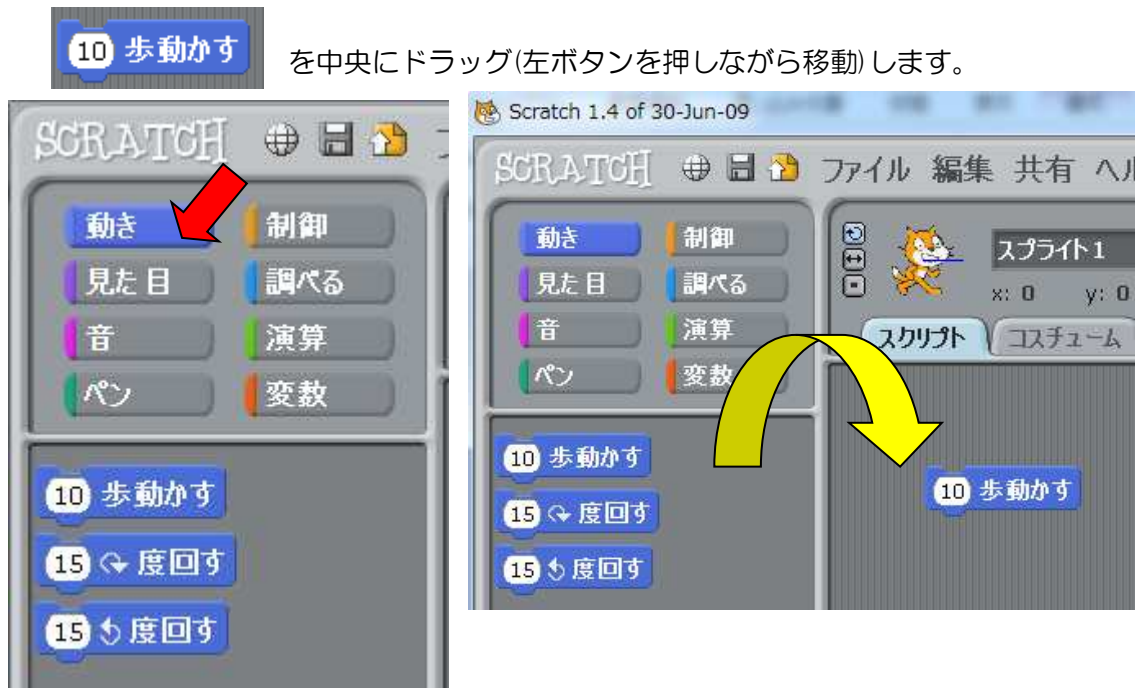 10 歩動かす
を中央にドラッグ(左ボタンを押しながら移動)します。
SCRATCH
動き 制御
見た目 調べる
音 演算
ペン 変数
10 歩動かす
15 度回す
15 度回す
Scratch 1.4 of 30-Jun-09
SCRATCH ファイル 編集 共有
動き 制御
見た目 調べる
音 演算
ペン 変数
10 歩動かす
15 度回す
15 度回す
スプライト1
x: 0 y: 0
スクリプト コスチューム
10 歩動かす